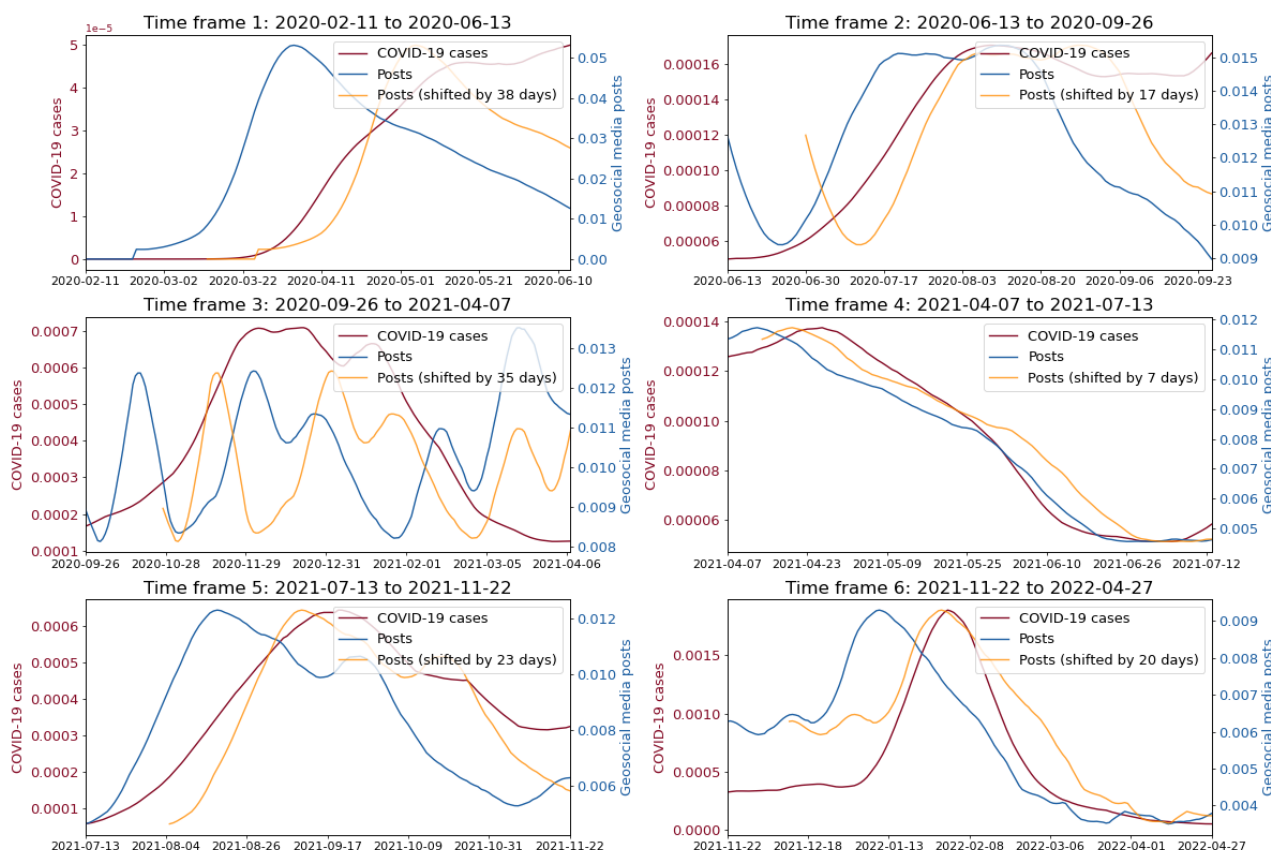 Time frame 1: 2020-02-11 to 2020-06-13
1e−5
COVID-19 cases
Posts
Posts (shifted by 38 days)
5
4
3
2
1
0
COVID-19 cases
0.05
0.04
0.03
0.02
0.01
0.00
Geosocial media posts
2020-02-11 2020-03-02 2020-03-22 2020-04-11 2020-05-01 2020-05-21 2020-06-10
Time frame 2: 2020-06-13 to 2020-09-26
COVID-19 cases
Posts
Posts (shifted by 17 days)
0.00016
0.00014
0.00012
0.00010
0.00008
0.00006
COVID-19 cases
0.015
0.014
0.013
0.012
0.011
0.010
0.009
Geosocial media posts
2020-06-13 2020-06-30 2020-07-17 2020-08-03 2020-08-20 2020-09-06 2020-09-23
Time frame 3: 2020-09-26 to 2021-04-07
COVID-19 cases
Posts
Posts (shifted by 35 days)
0.0007
0.0006
0.0005
0.0004
0.0003
0.0002
0.0001
COVID-19 cases
0.013
0.012
0.011
0.010
0.009
0.008
Geosocial media posts
2020-09-26 2020-10-28 2020-11-29 2020-12-31 2021-02-01 2021-03-05 2021-04-06
Time frame 4: 2021-04-07 to 2021-07-13
COVID-19 cases
Posts
Posts (shifted by 7 days)
0.00014
0.00012
0.00010
0.00008
0.00006
COVID-19 cases
0.012
0.011
0.010
0.009
0.008
0.007
0.006
0.005
Geosocial media posts
2021-04-07 2021-04-23 2021-05-09 2021-05-25 2021-06-10 2021-06-26 2021-07-12
Time frame 5: 2021-07-13 to 2021-11-22
COVID-19 cases
Posts
Posts (shifted by 23 days)
0.0006
0.0005
0.0004
0.0003
0.0002
0.0001
COVID-19 cases
0.012
0.010
0.008
0.006
Geosocial media posts
2021-07-13 2021-08-04 2021-08-26 2021-09-17 2021-10-09 2021-10-31 2021-11-22
Time frame 6: 2021-11-22 to 2022-04-27
COVID-19 cases
Posts
Posts (shifted by 20 days)
0.0015
0.0010
0.0005
0.0000
COVID-19 cases
0.009
0.008
0.007
0.006
0.005
0.004
Geosocial media posts
2021-11-22 2021-12-18 2022-01-13 2022-02-08 2022-03-06 2022-04-01 2022-04-27